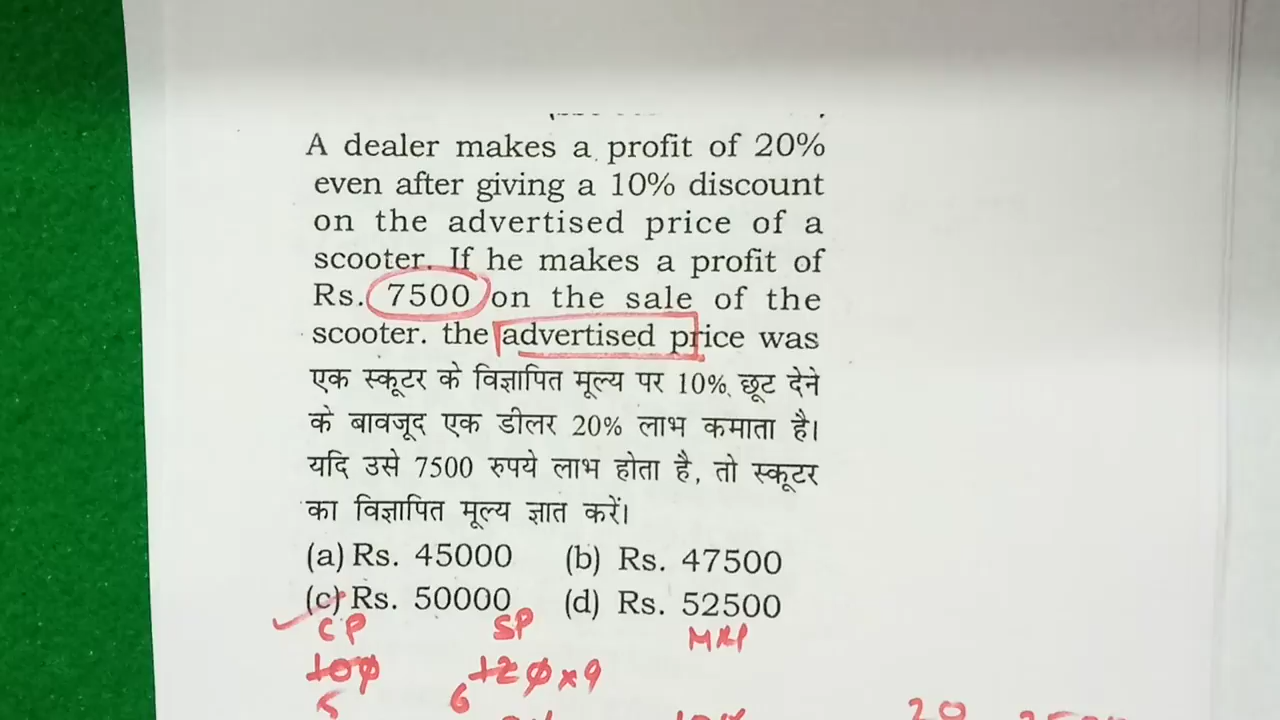 A dealer makes a profit of 20%
even after giving a 10% discount
on the advertised price of a
scooter. If he makes a profit of
Rs. 7500 on the sale of the
scooter. the advertised price was
एक स्कूटर के विज्ञापित मूल्य पर 10% छूट देने
के बावजूद एक डीलर 20% लाभ कमाता है।
यदि उसे 7500 रुपये लाभ होता है, तो स्कूटर
का विज्ञापित मूल्य ज्ञात करें।
(a) Rs. 45000 (b) Rs. 47500
(c) Rs. 50000 (d) Rs. 52500
CP SP MRP
100 120×9
5 6
20